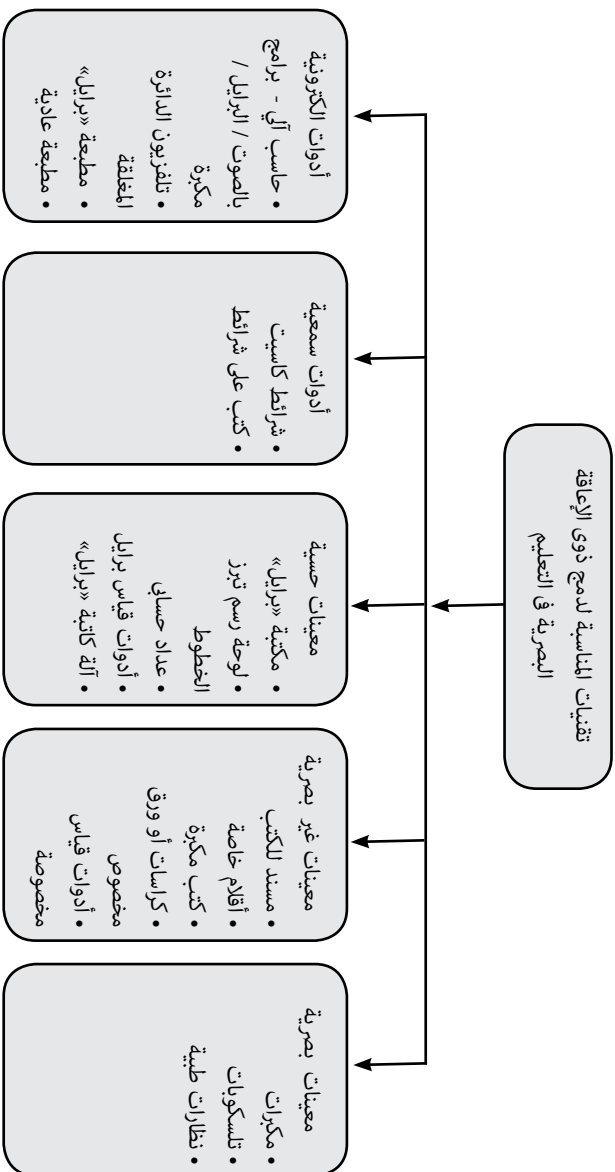 تقنيات المناسبة لدمج ذوى الإعاقة
البصرية فى التعليم
معينات بصرية
• مكبرات
• تلسكوبات
• نظارات طبية
معينات غير بصرية
• مسند للكتب
• أقلام خاصة
• كتب مكبرة
• كراسات أو ورق
مخصوص
• أدوات قياس
مخصوصة
معينات حسية
• مكتبة «برايل»
• لوحة رسم تبرز
الخطوط
• عداد حسابى
• أدوات قياس برايل
• آلة كاتبة «برايل»
أدوات سمعية
• شرائط كاسيت
• كتب على شرائط
أدوات الكترونية
• حاسب آلي - برامج
بالصوت / البرايل /
مكبرة
• تلفزيون الدائرة
المغلقة
• مطبعة «برايل»
• مطبعة عادية